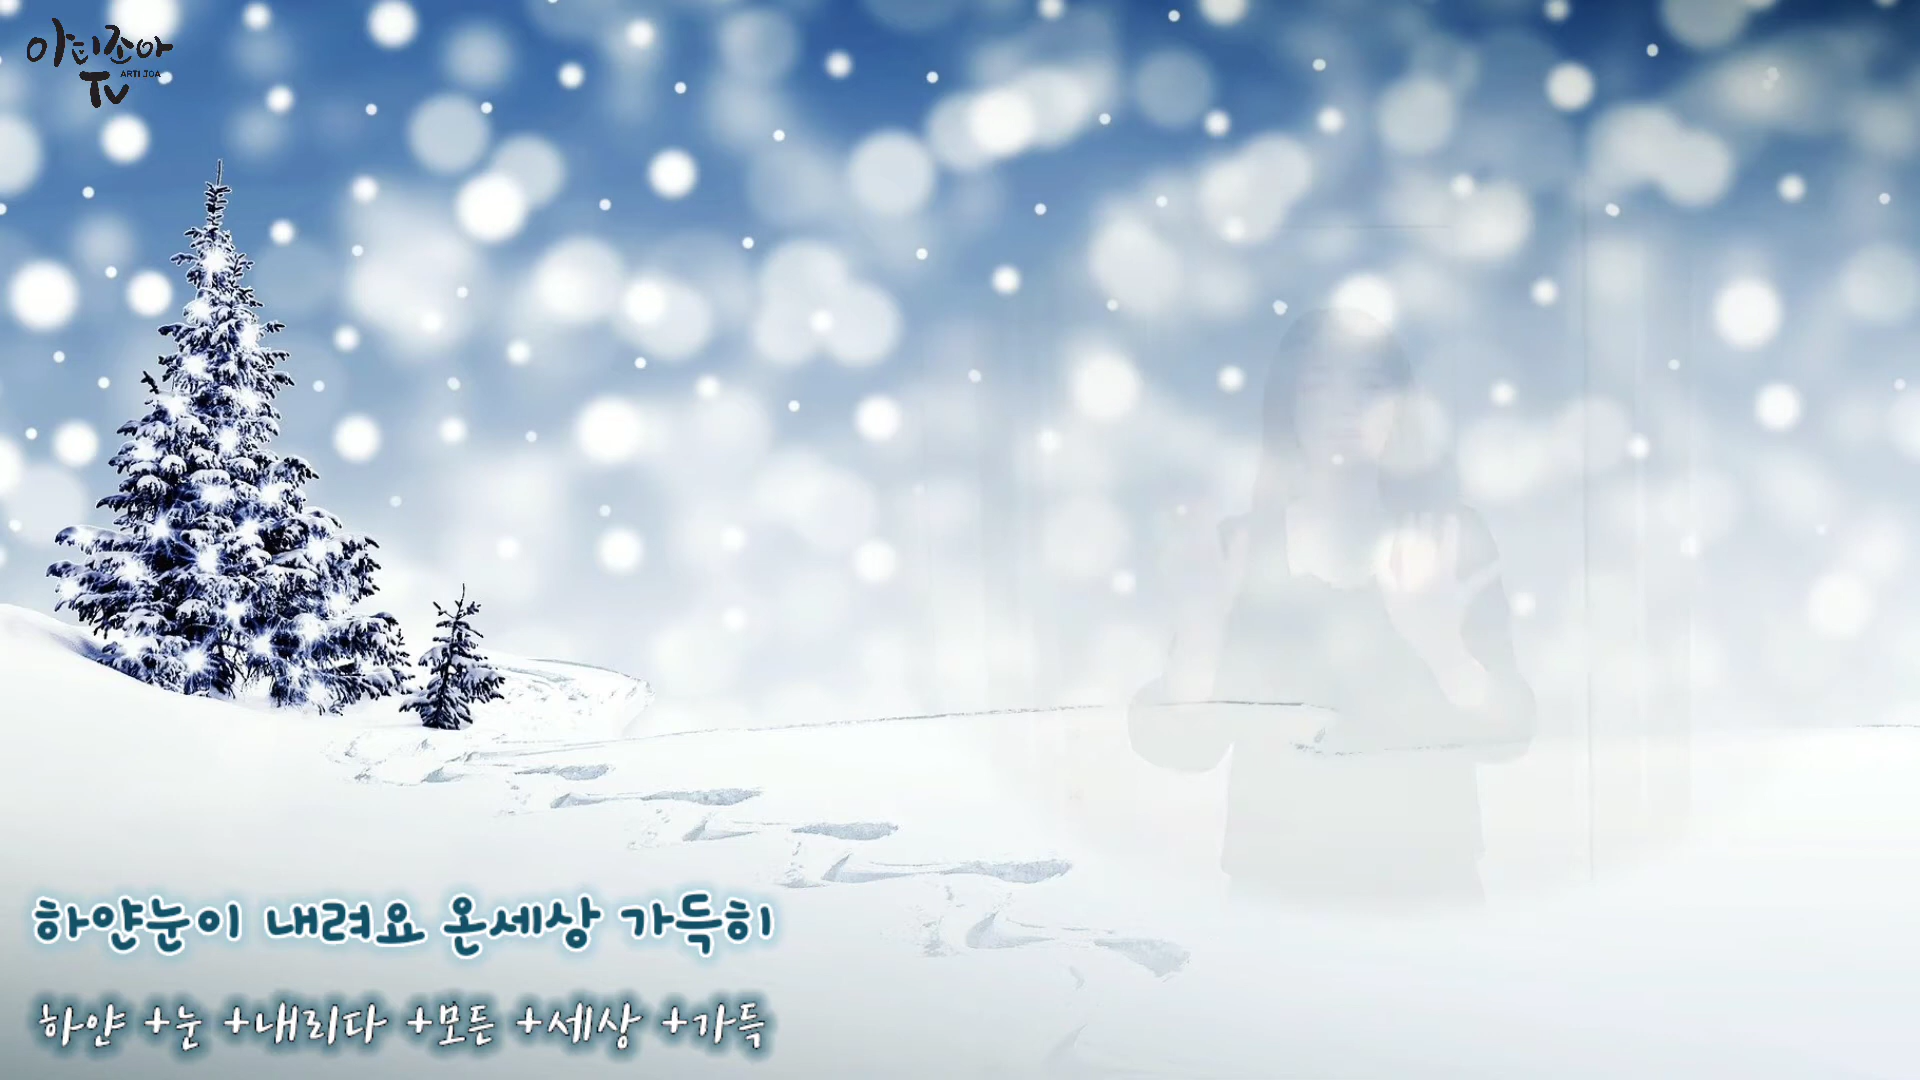 아티조아
ARTI JOA
TV
하얀눈이 내려요 온세상 가득히
하얀 +눈 +내리다 +모든 +세상 +가득